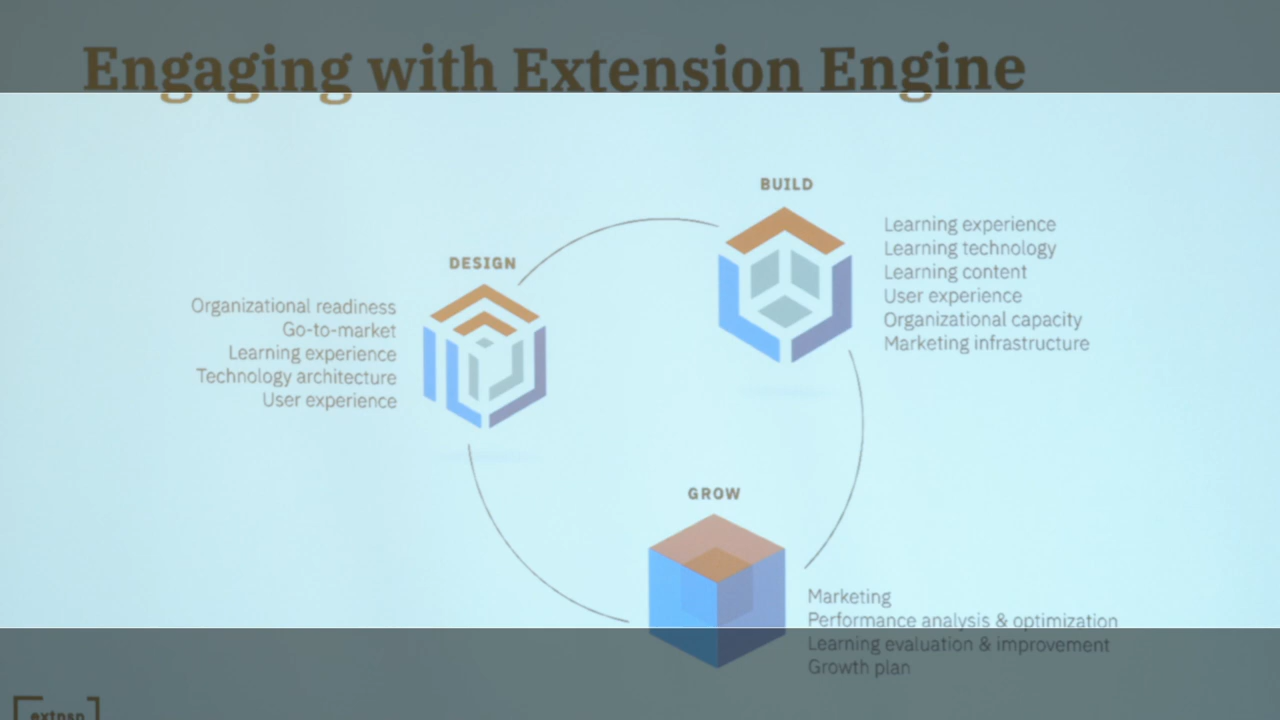 Engaging with Extension Engine
DESIGN
Organizational readiness
Go-to-market
Learning experience
Technology architecture
User experience
BUILD
Learning experience
Learning technology
Learning content
User experience
Organizational capacity
Marketing infrastructure
GROW
Marketing
Performance analysis & optimization
Learning evaluation & improvement
Growth plan